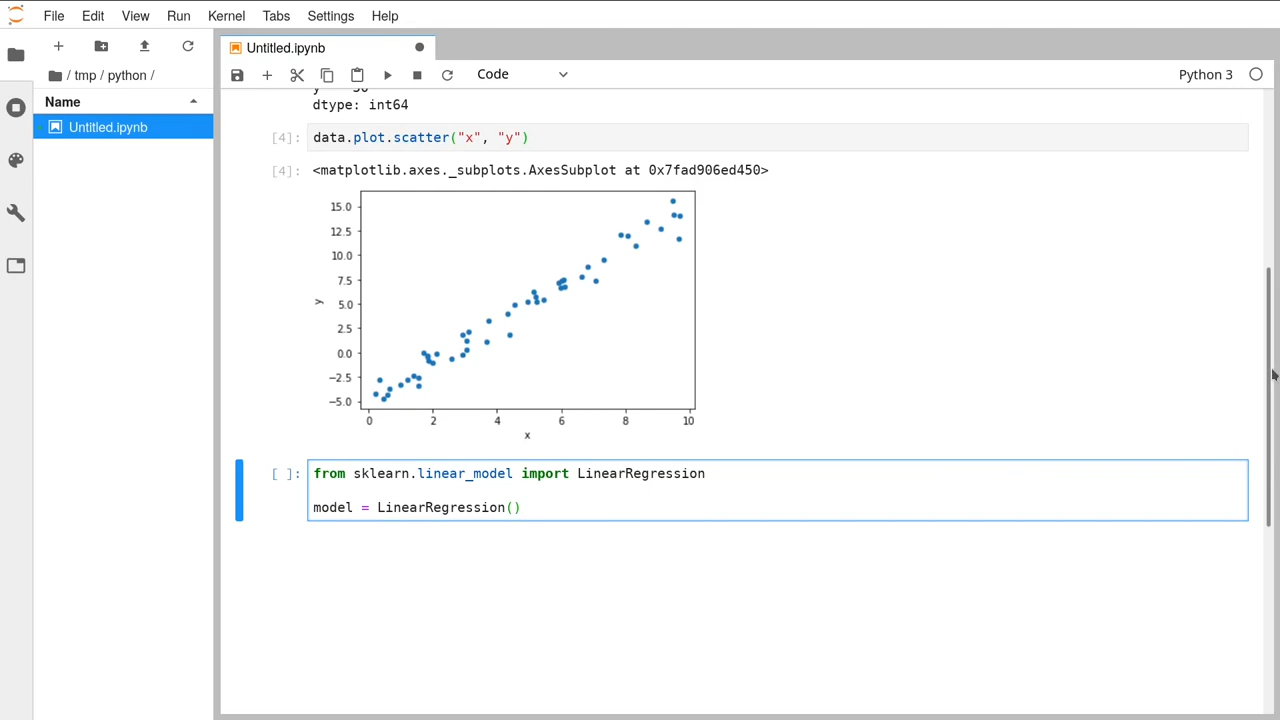 File Edit View Run Kernel Tabs Settings Help
Untitled.ipynb
Code
Python 3
/ tmp / python /
Name
Untitled.ipynb
dtype: int64
[4]: data.plot.scatter("x", "y")
[4]: <matplotlib.axes._subplots.AxesSubplot at 0x7fad906ed450>
15.0
12.5
10.0
7.5
5.0
2.5
0.0
−2.5
−5.0
y
0 2 4 6 8 10
x
[ ]: from sklearn.linear_model import LinearRegression
model = LinearRegression()